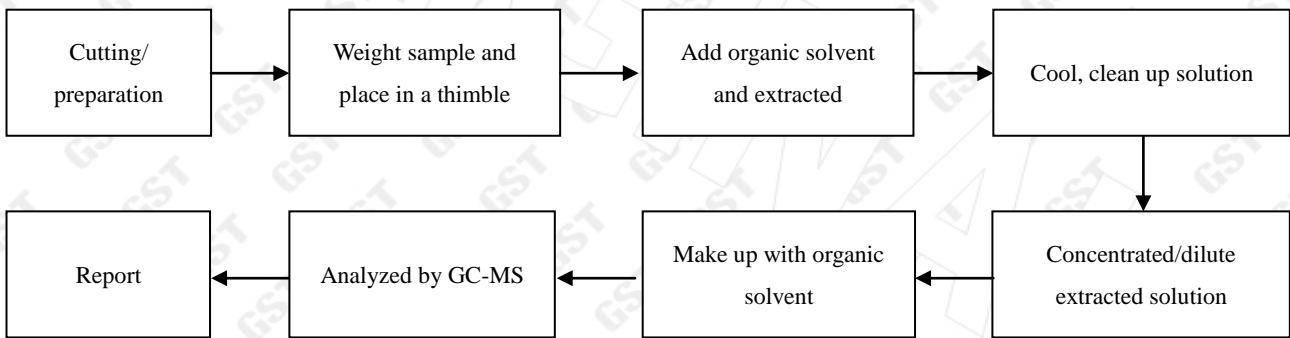 Cutting/
preparation
Weight sample and
place in a thimble
Add organic solvent
and extracted
Cool, clean up solution
Report
Analyzed by GC-MS
Make up with organic
solvent
Concentrated/dilute
extracted solution
GST